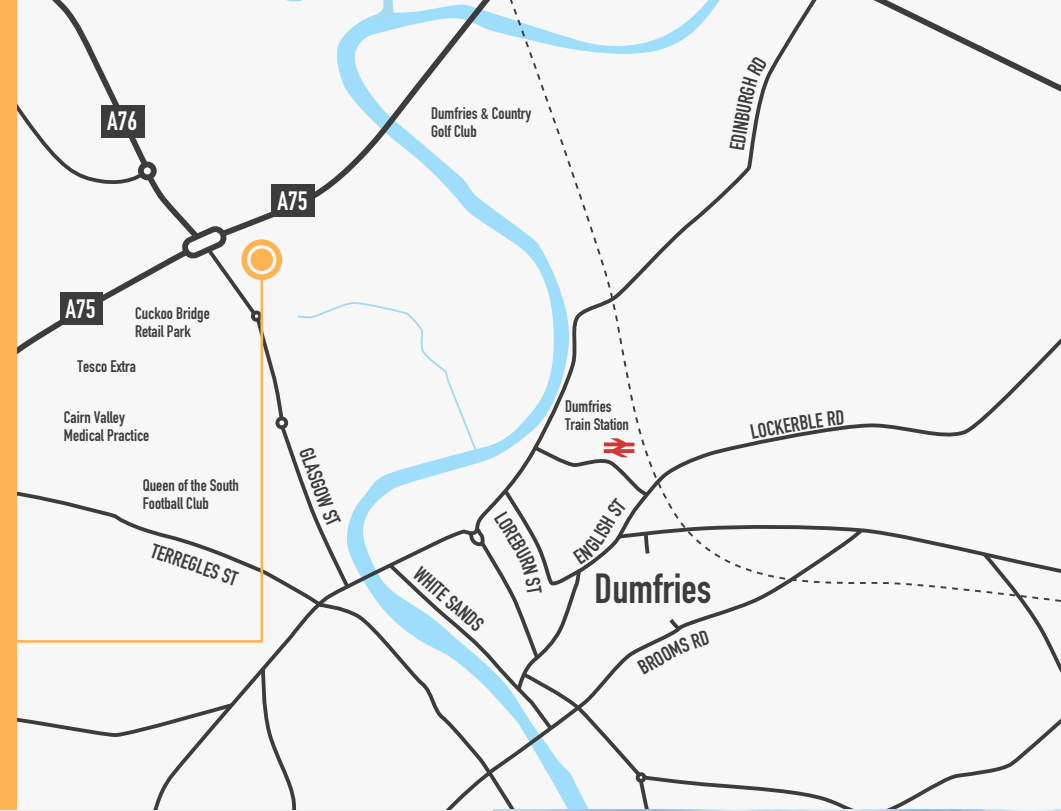 EDINBURGH RD
A76
Dumfries & Country
Golf Club
A75
A75
Cuckoo Bridge
Retail Park
Tesco Extra
Cairn Valley
Medical Practice
Dumfries
Train Station
LOCKERBLE RD
GLASGOW ST
Queen of the South
Football Club
LOREBURN ST
ENGLISH ST
TERREGLES ST
WHITE SANDS
Dumfries
BROOMS RD